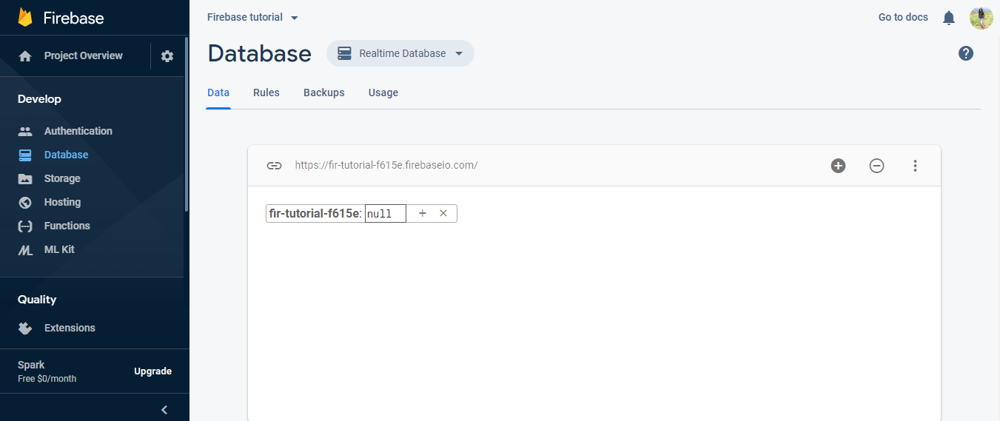 Firebase
Project Overview
Develop
Authentication
Database
Storage
Hosting
Functions
ML Kit
Quality
Extensions
Spark
Free $0/month
Upgrade
Firebase tutorial
Go to docs
Database
Realtime Database
Data Rules Backups Usage
https://fir-tutorial-f615e.firebaseio.com/
fir-tutorial-f615e: null